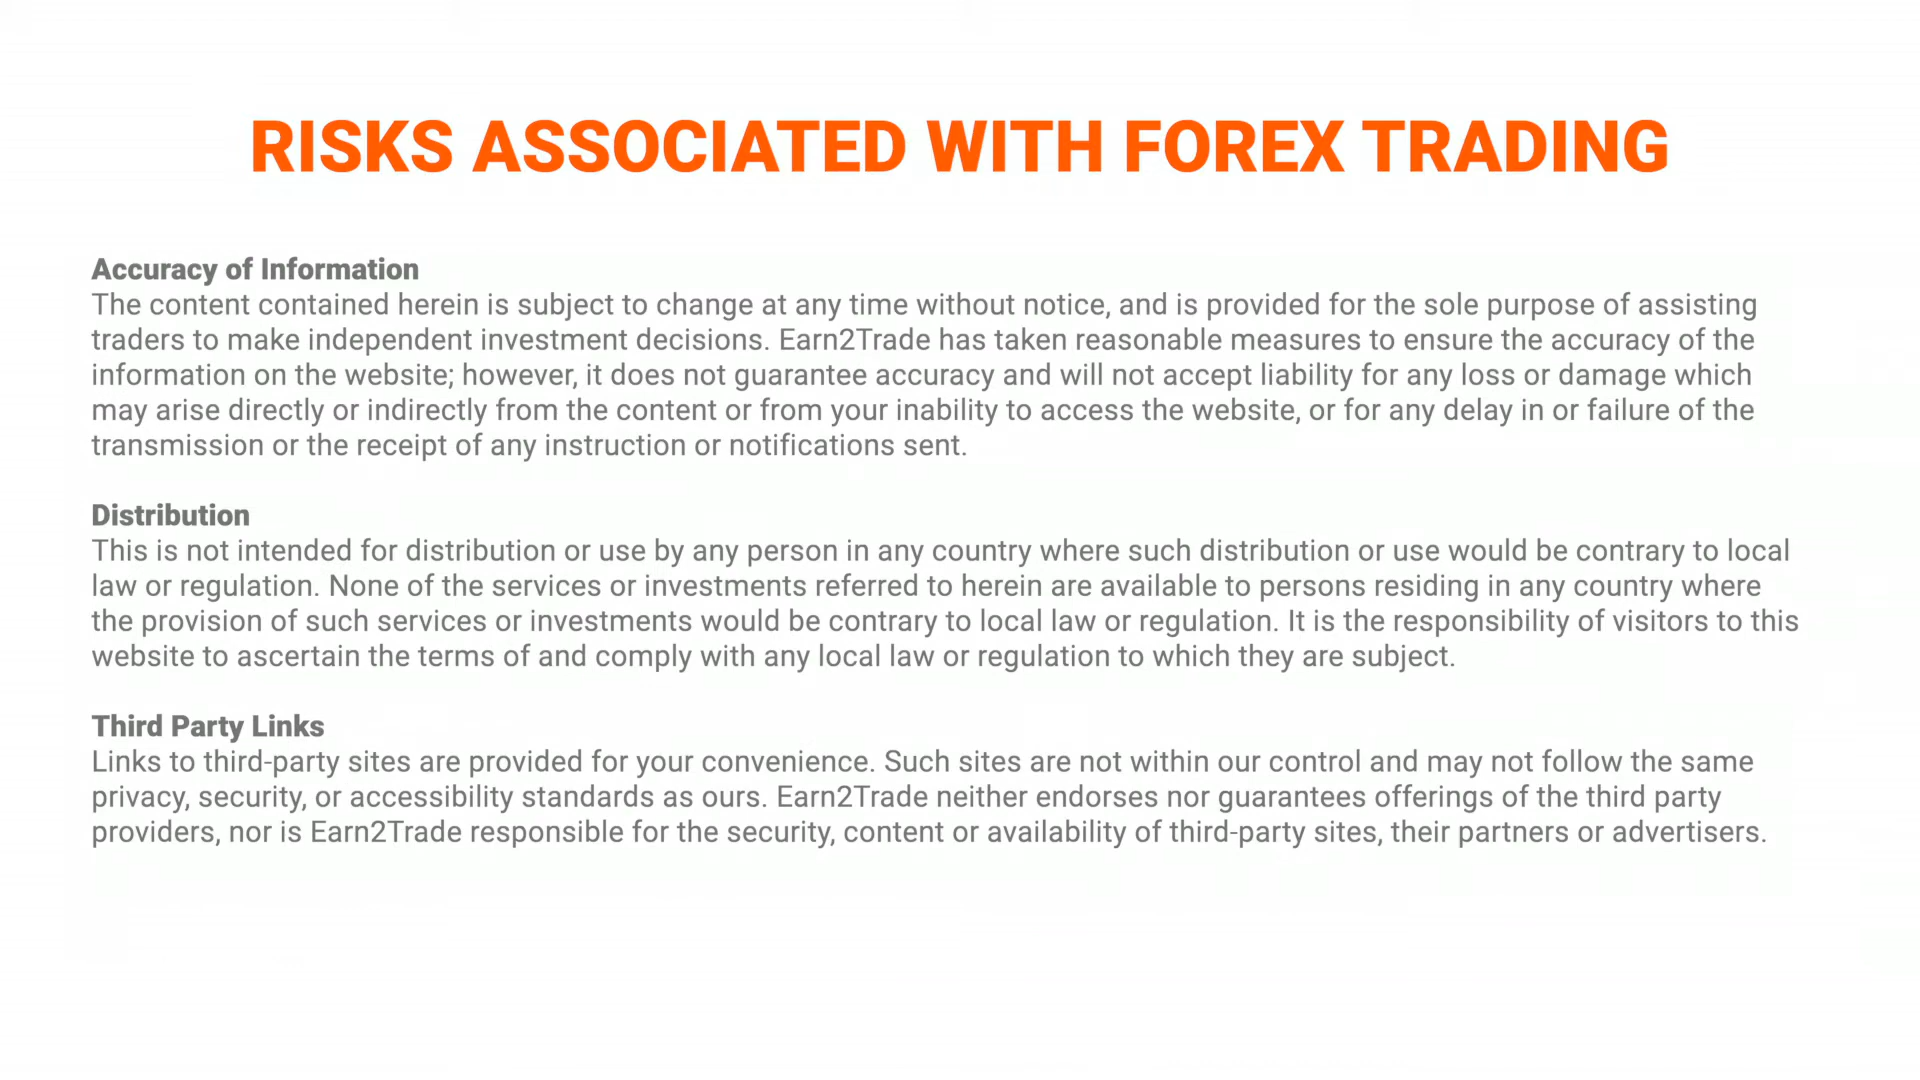 RISKS ASSOCIATED WITH FOREX TRADING
Accuracy of Information
The content contained herein is subject to change at any time without notice, and is provided for the sole purpose of assisting
traders to make independent investment decisions. Earn2Trade has taken reasonable measures to ensure the accuracy of the
information on the website; however, it does not guarantee accuracy and will not accept liability for any loss or damage which
may arise directly or indirectly from the content or from your inability to access the website, or for any delay in or failure of the
transmission or the receipt of any instruction or notifications sent.
Distribution
This is not intended for distribution or use by any person in any country where such distribution or use would be contrary to local
law or regulation. None of the services or investments referred to herein are available to persons residing in any country where
the provision of such services or investments would be contrary to local law or regulation. It is the responsibility of visitors to this
website to ascertain the terms of and comply with any local law or regulation to which they are subject.
Third Party Links
Links to third-party sites are provided for your convenience. Such sites are not within our control and may not follow the same
privacy, security, or accessibility standards as ours. Earn2Trade neither endorses nor guarantees offerings of the third party
providers, nor is Earn2Trade responsible for the security, content or availability of third-party sites, their partners or advertisers.